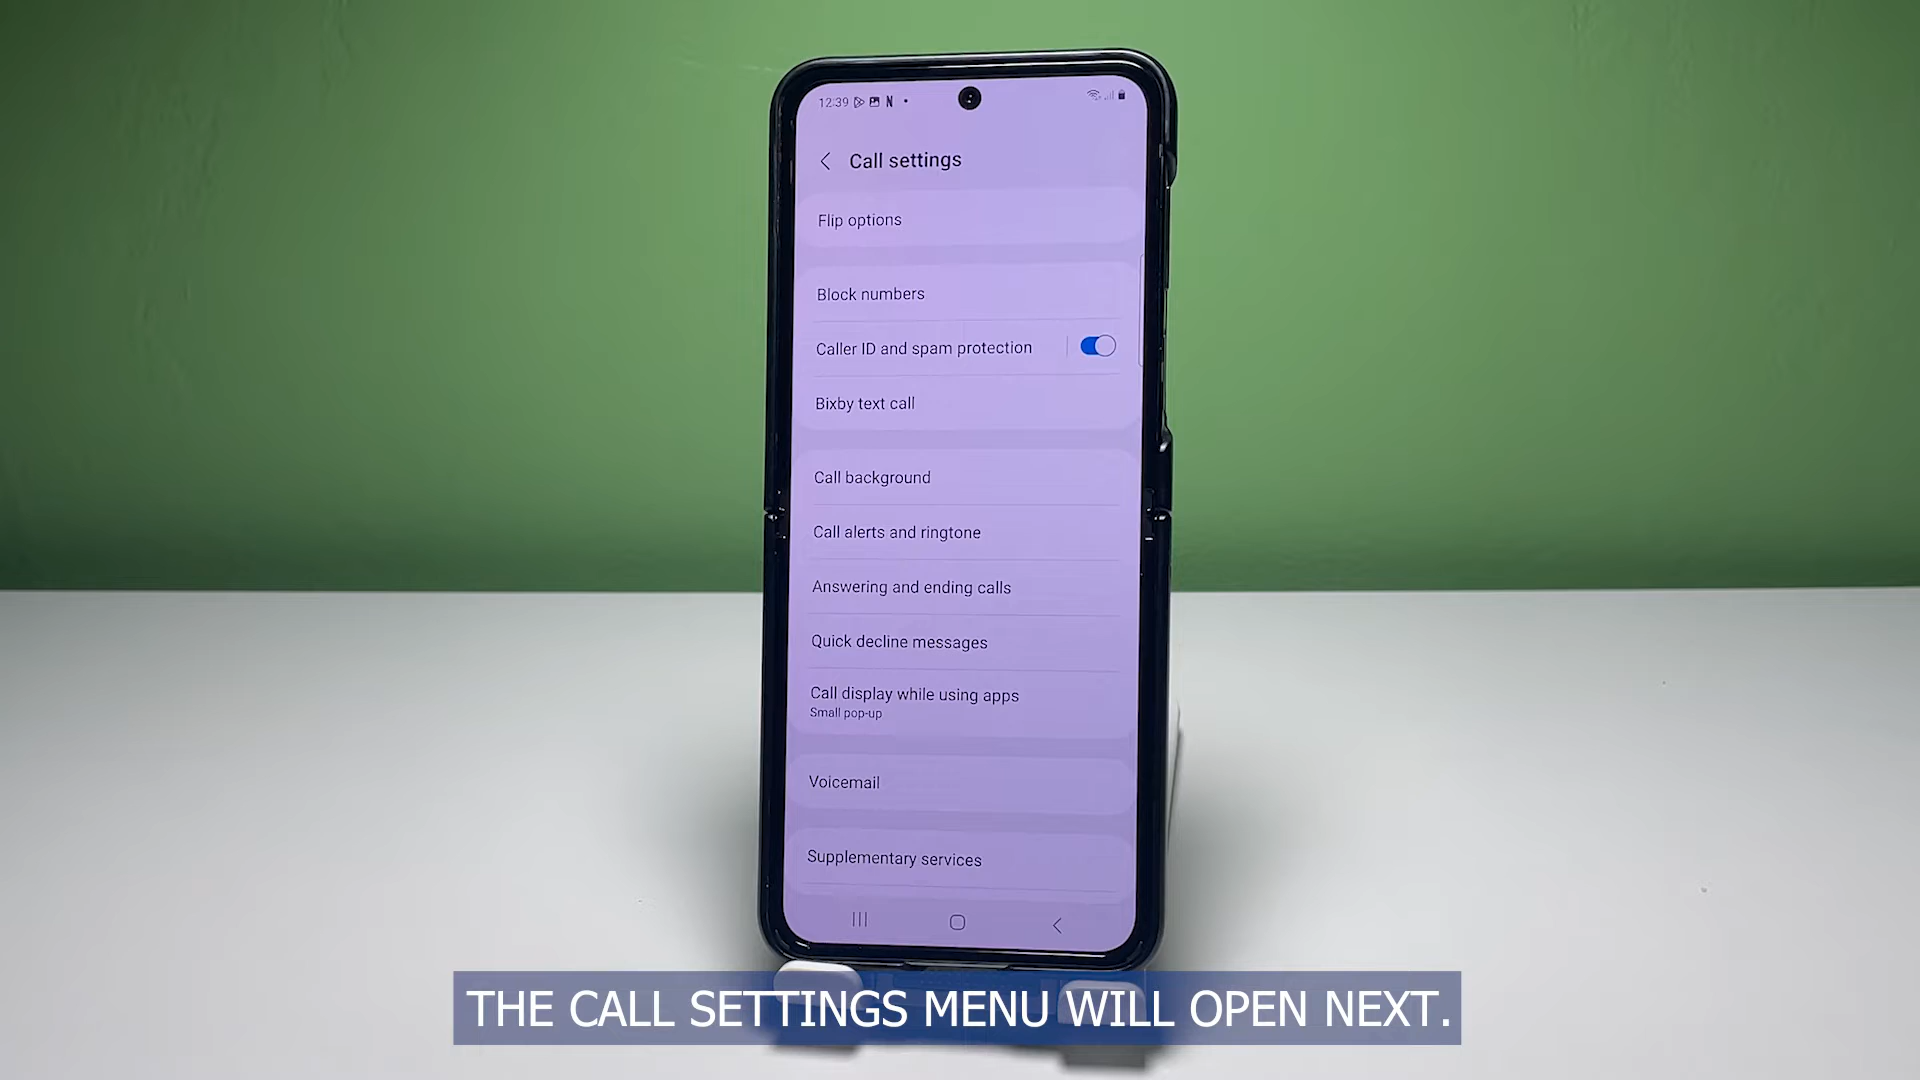 12:39
Call settings
Flip options
Block numbers
Caller ID and spam protection
Bixby text call
Call background
Call alerts and ringtone
Answering and ending calls
Quick decline messages
Call display while using apps
Small pop-up
Voicemail
Supplementary services
THE CALL SETTINGS MENU WILL OPEN NEXT.